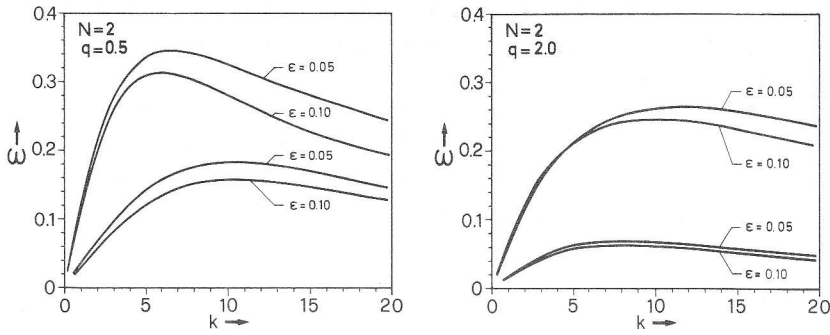 N=2
q=0.5
0.4
0.3
0.2
0.1
0
ω→
ε = 0.05
ε = 0.10
ε = 0.05
ε = 0.10
0 5 10 15 20
k →
N=2
q=2.0
0.4
0.3
0.2
0.1
0
ω→
ε = 0.05
ε = 0.10
ε = 0.05
ε = 0.10
0 5 10 15 20
k →